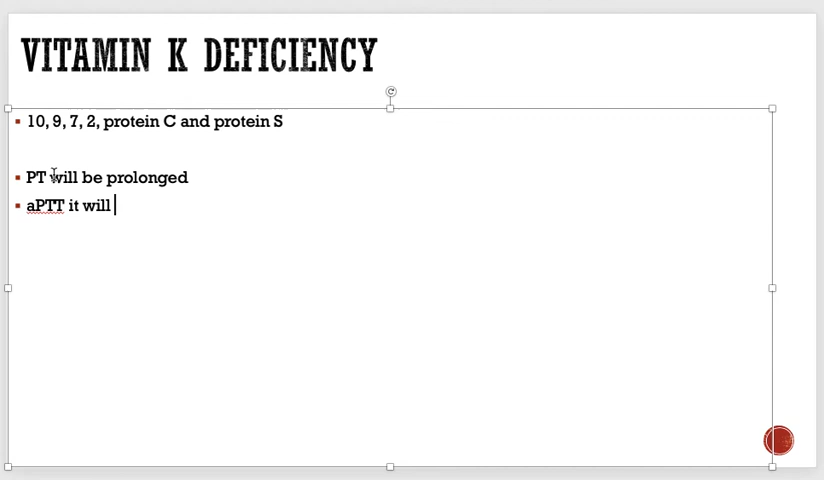 VITAMIN K DEFICIENCY
10, 9, 7, 2, protein C and protein S
PT will be prolonged
aPTT it will